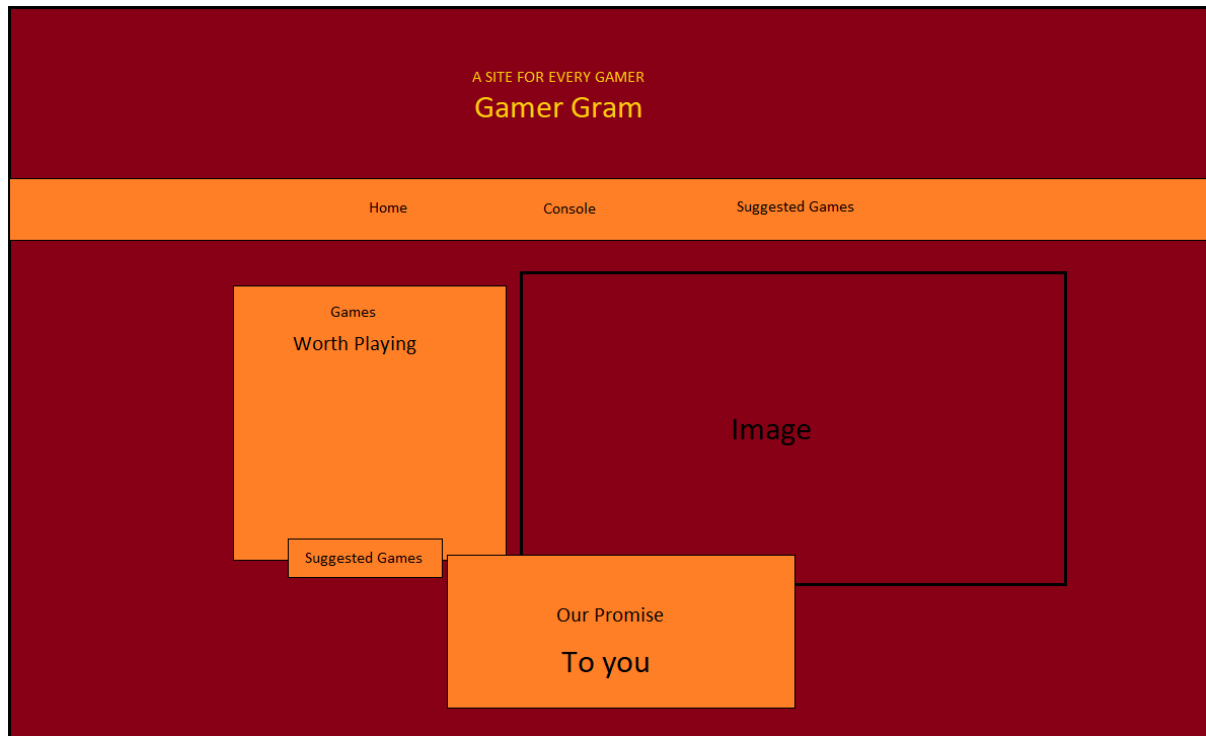 A SITE FOR EVERY GAMER
Gamer Gram
Home
Console
Suggested Games
Games
Worth Playing
Image
Suggested Games
Our Promise
To you